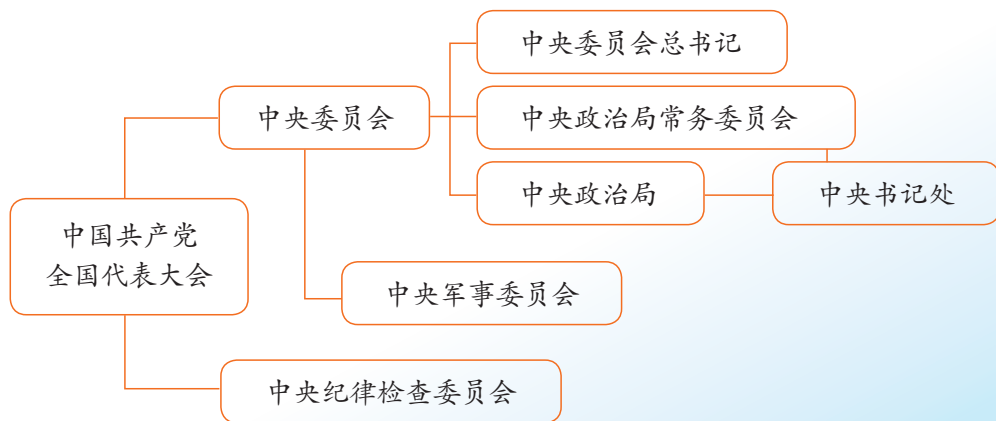 中央委员会总书记
中央委员会
中央政治局常务委员会
中央政治局
中央书记处
中国共产党
全国代表大会
中央军事委员会
中央纪律检查委员会